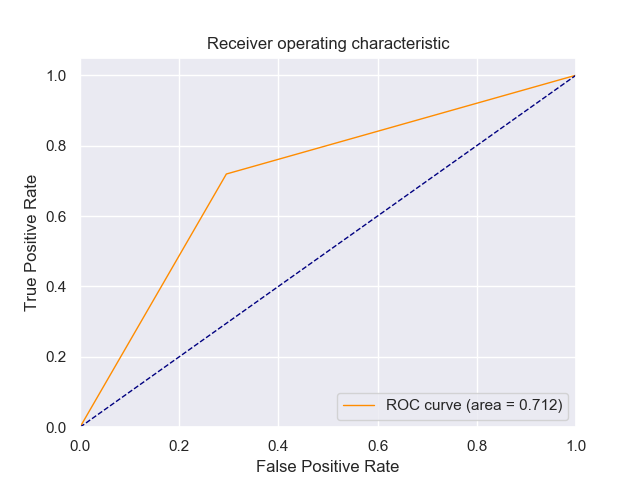 Receiver operating characteristic
1.0
0.8
0.6
0.4
0.2
0.0
True Positive Rate
ROC curve (area = 0.712)
0.0 0.2 0.4 0.6 0.8 1.0
False Positive Rate